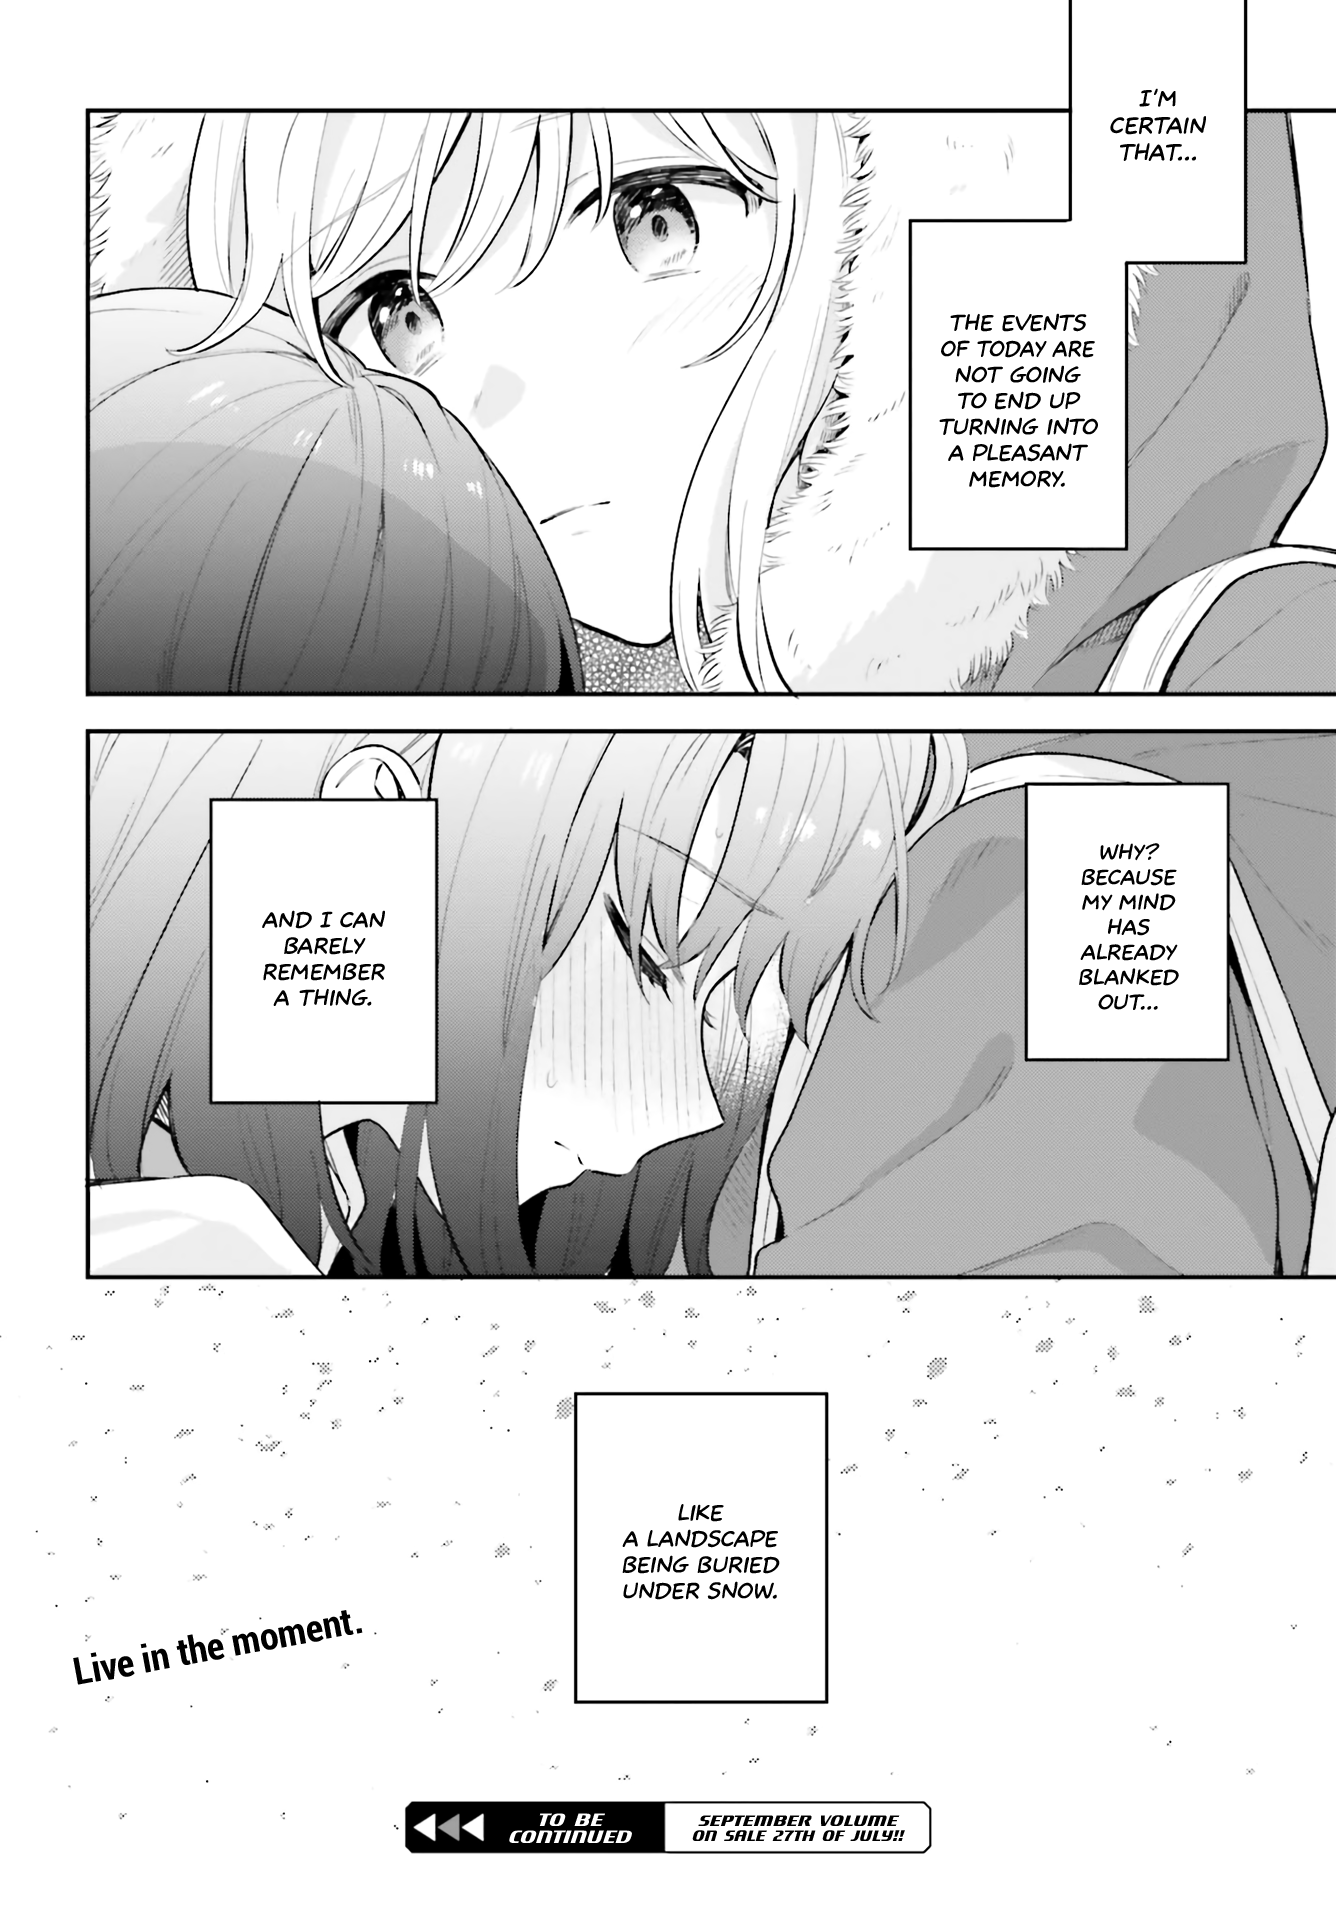 I'M
CERTAIN
THAT...
THE EVENTS
OF TODAY ARE
NOT GOING
TO END UP
TURNING INTO
A PLEASANT
MEMORY.
WHY?
BECAUSE
MY MIND
HAS
ALREADY
BLANKED
OUT...
AND I CAN
BARELY
REMEMBER
A THING.
LIKE
A LANDSCAPE
BEING BURIED
UNDER SNOW.
Live in the moment.
TO BE
CONTINUED
SEPTEMBER VOLUME
ON SALE 27TH OF JULY!!